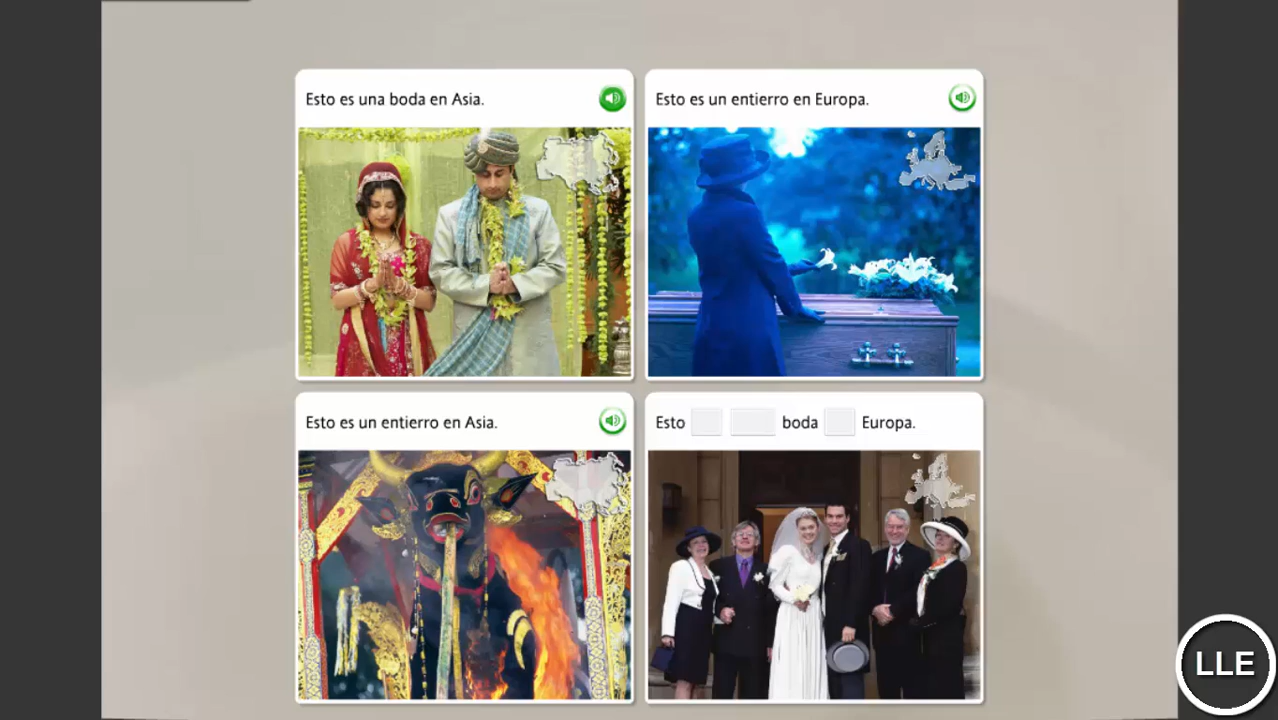 Esto es una boda en Asia.
Esto es un entierro en Europa.
Esto es un entierro en Asia.
Esto boda Europa.
LLE